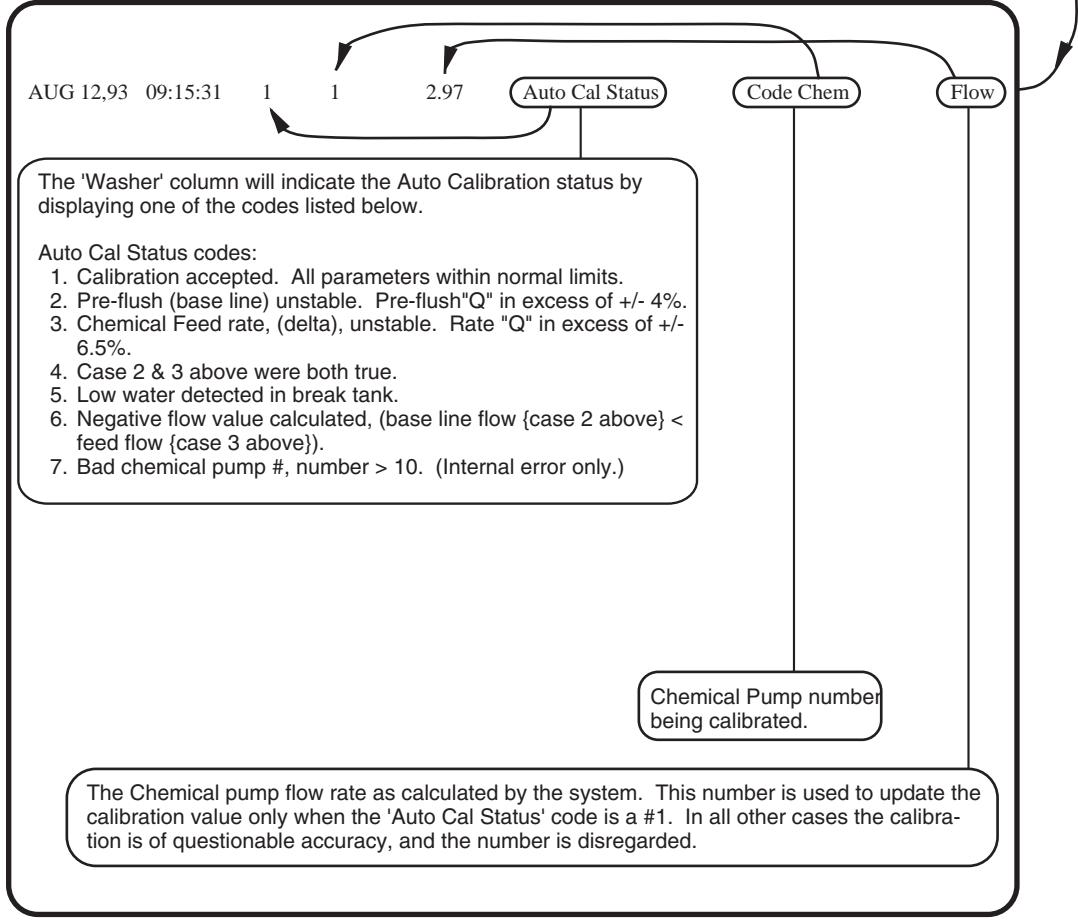 AUG 12,93 09:15:31 1 1 2.97 Auto Cal Status Code Chem Flow
The 'Washer' column will indicate the Auto Calibration status by
displaying one of the codes listed below.
Auto Cal Status codes:
1. Calibration accepted. All parameters within normal limits.
2. Pre-flush (base line) unstable. Pre-flush"Q" in excess of +/- 4%.
3. Chemical Feed rate, (delta), unstable. Rate "Q" in excess of +/-
6.5%.
4. Case 2 & 3 above were both true.
5. Low water detected in break tank.
6. Negative flow value calculated, (base line flow {case 2 above} <
feed flow {case 3 above}).
7. Bad chemical pump #, number > 10. (Internal error only.)
Chemical Pump number
being calibrated.
The Chemical pump flow rate as calculated by the system. This number is used to update the
calibration value only when the 'Auto Cal Status' code is a #1. In all other cases the calibra-
tion is of questionable accuracy, and the number is disregarded.